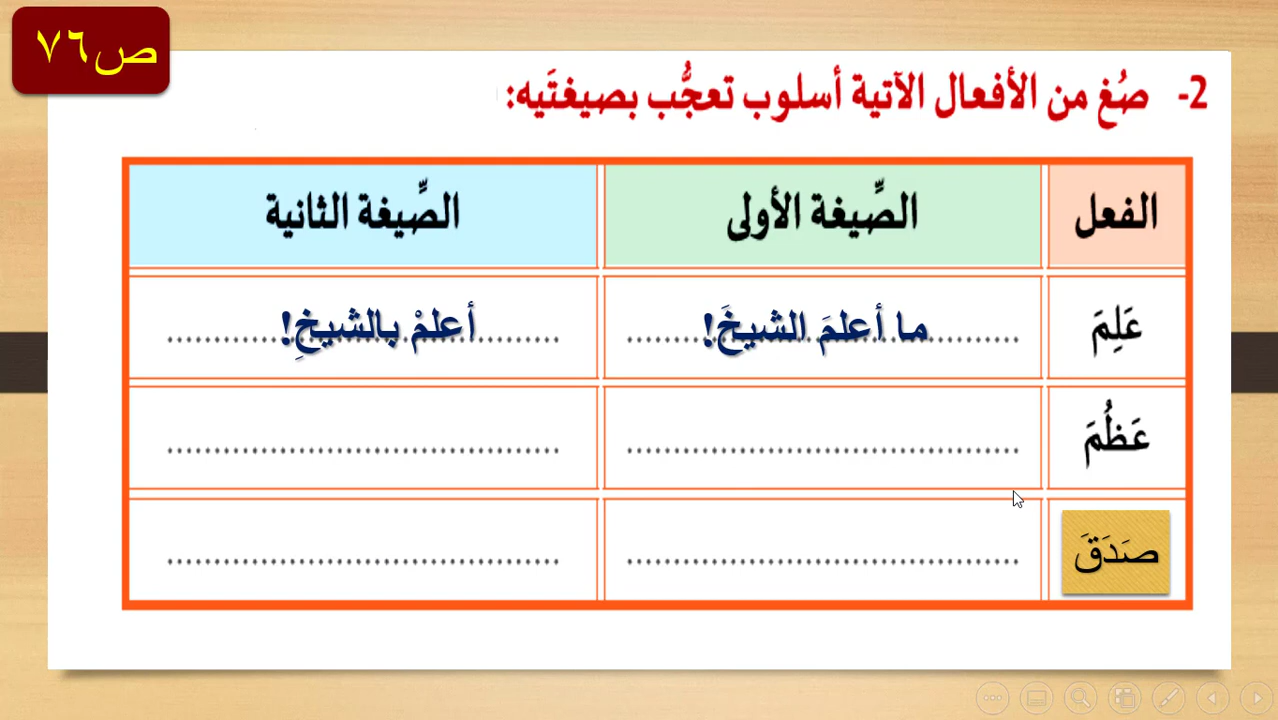 ص٧٦
2- صُغ من الأفعال الآتية أسلوب تعجُّب بصيغتَيه:
الفعل الصِّيغة الأولى الصِّيغة الثانية
عَلِمَ ما أعلمَ الشيخَ! أعلمْ بالشيخِ!
عَظُمَ ........................................ ........................................
صَدَقَ ........................................ ........................................